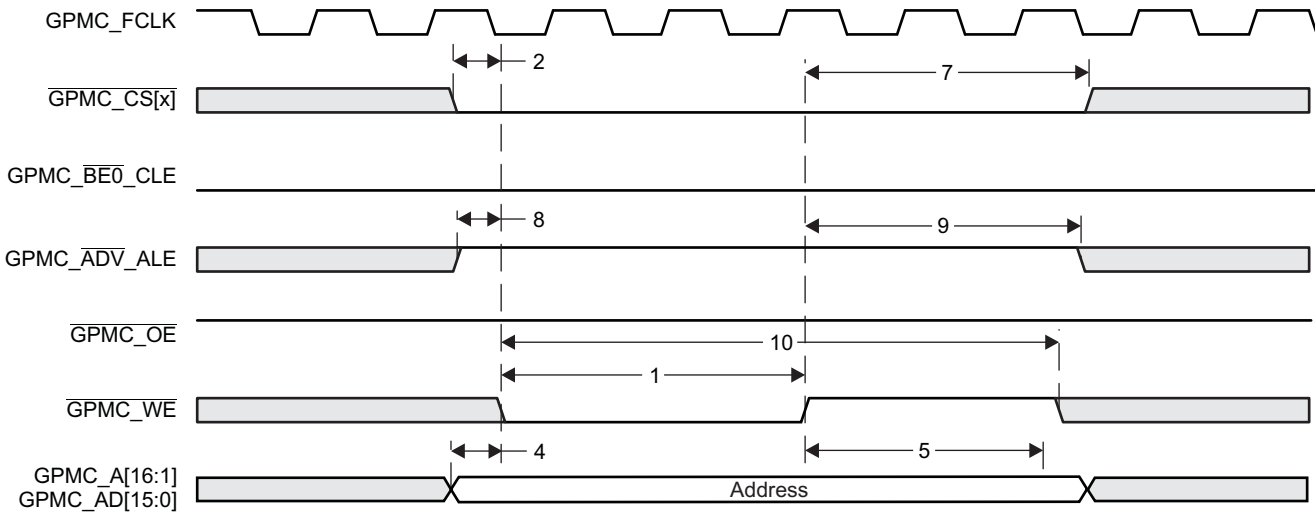 GPMC_FCLK
2
7
GPMC_CS[x]
GPMC_BE0_CLE
8
9
GPMC_ADV_ALE
GPMC_OE
10
1
GPMC_WE
4
5
GPMC_A[16:1]
GPMC_AD[15:0]
Address